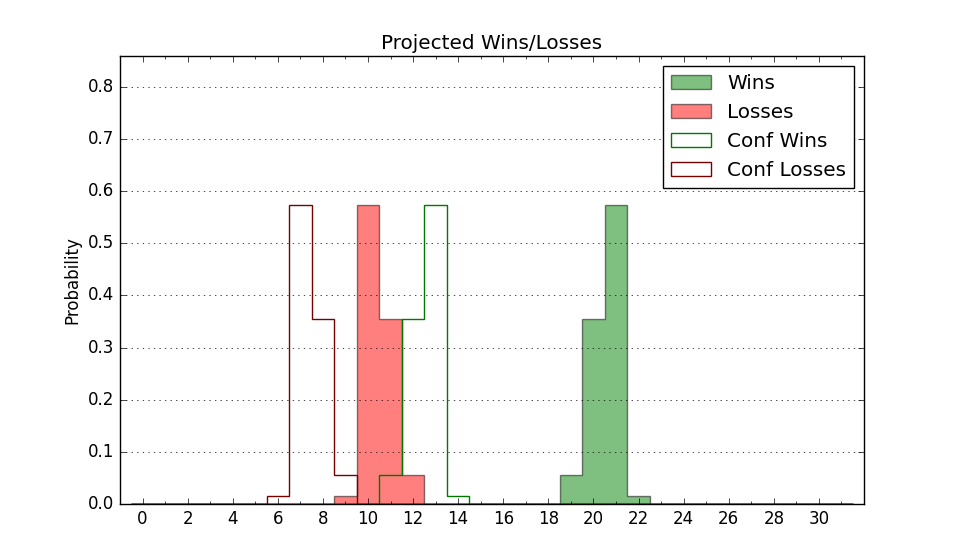 Projected Wins/Losses
Probability
0.8
0.7
0.6
0.5
0.4
0.3
0.2
0.1
0.0
0 2 4 6 8 10 12 14 16 18 20 22 24 26 28 30
Wins
Losses
Conf Wins
Conf Losses